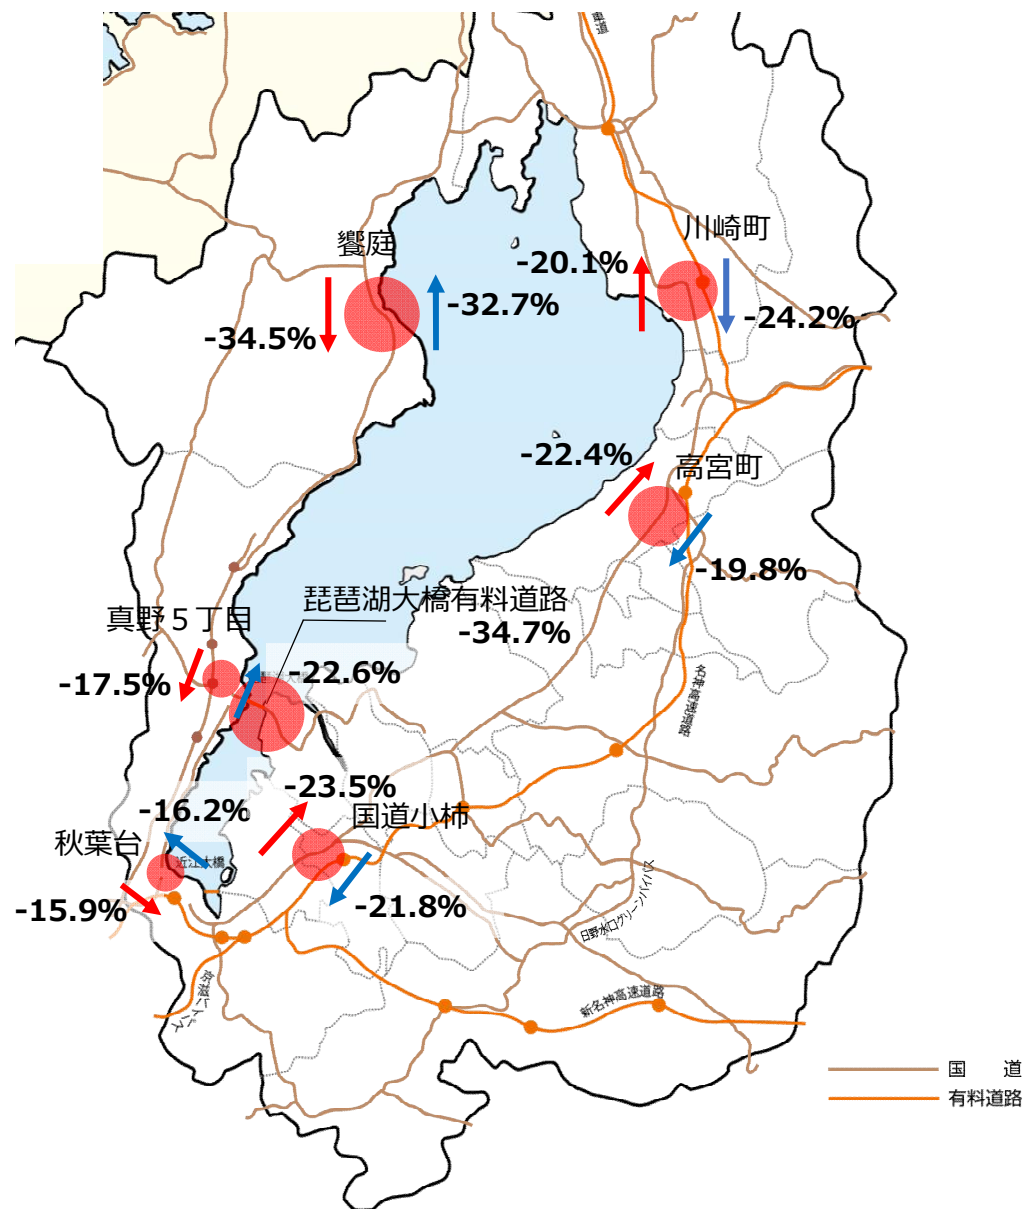 車道
川崎町
饗庭
-20.1%
-32.7%
-24.2%
-34.5%
-22.4%
高宮町
-19.8%
琵琶湖大橋有料道路
-34.7%
真野５丁目
-22.6%
-17.5%
名神高速道路
-23.5%
-16.2%
国道小柿
秋葉台
近江大橋
-15.9%
-21.8%
日野水口グリーンバイパス
京滋バイパス
新名神高速道路
国　道
有料道路